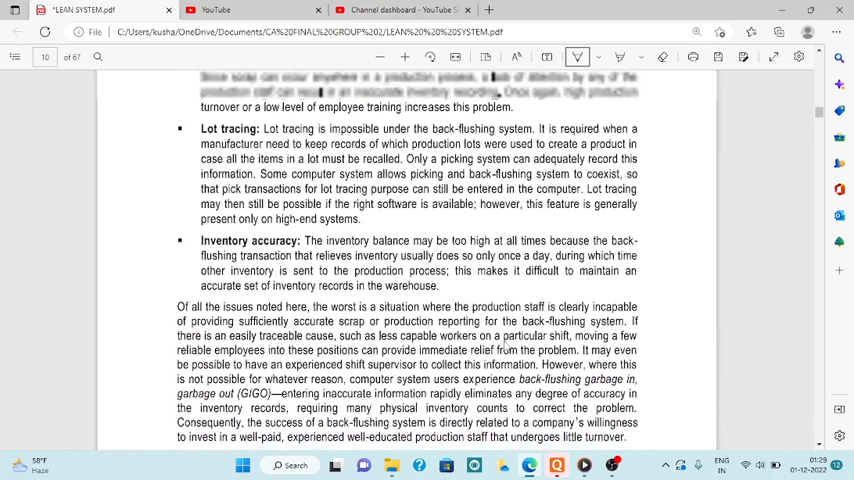 *LEAN SYSTEM.pdf
YouTube
Channel dashboard - YouTube St
File
C:/Users/kusha/OneDrive/Documents/CA%20FINAL%20GROUP%202/LEAN%20%20SYSTEM.pdf
10 of 67
turnover or a low level of employee training increases this problem.
Lot tracing: Lot tracing is impossible under the back-flushing system. It is required when a
manufacturer need to keep records of which production lots were used to create a product in
case all the items in a lot must be recalled. Only a picking system can adequately record this
information. Some computer system allows picking and back-flushing system to coexist, so
that pick transactions for lot tracing purpose can still be entered in the computer. Lot tracing
may then still be possible if the right software is available; however, this feature is generally
present only on high-end systems.
Inventory accuracy: The inventory balance may be too high at all times because the back-
flushing transaction that relieves inventory usually does so only once a day, during which time
other inventory is sent to the production process; this makes it difficult to maintain an
accurate set of inventory records in the warehouse.
Of all the issues noted here, the worst is a situation where the production staff is clearly incapable
of providing sufficiently accurate scrap or production reporting for the back-flushing system. If
there is an easily traceable cause, such as less capable workers on a particular shift, moving a few
reliable employees into these positions can provide immediate relief from the problem. It may even
be possible to have an experienced shift supervisor to collect this information. However, where this
is not possible for whatever reason, computer system users experience back-flushing garbage in,
garbage out (GIGO)—entering inaccurate information rapidly eliminates any degree of accuracy in
the inventory records, requiring many physical inventory counts to correct the problem.
Consequently, the success of a back-flushing system is directly related to a company's willingness
to invest in a well-paid, experienced well-educated production staff that undergoes little turnover.
58°F
Haze
Search
ENG
IN
01:29
01-12-2022
12